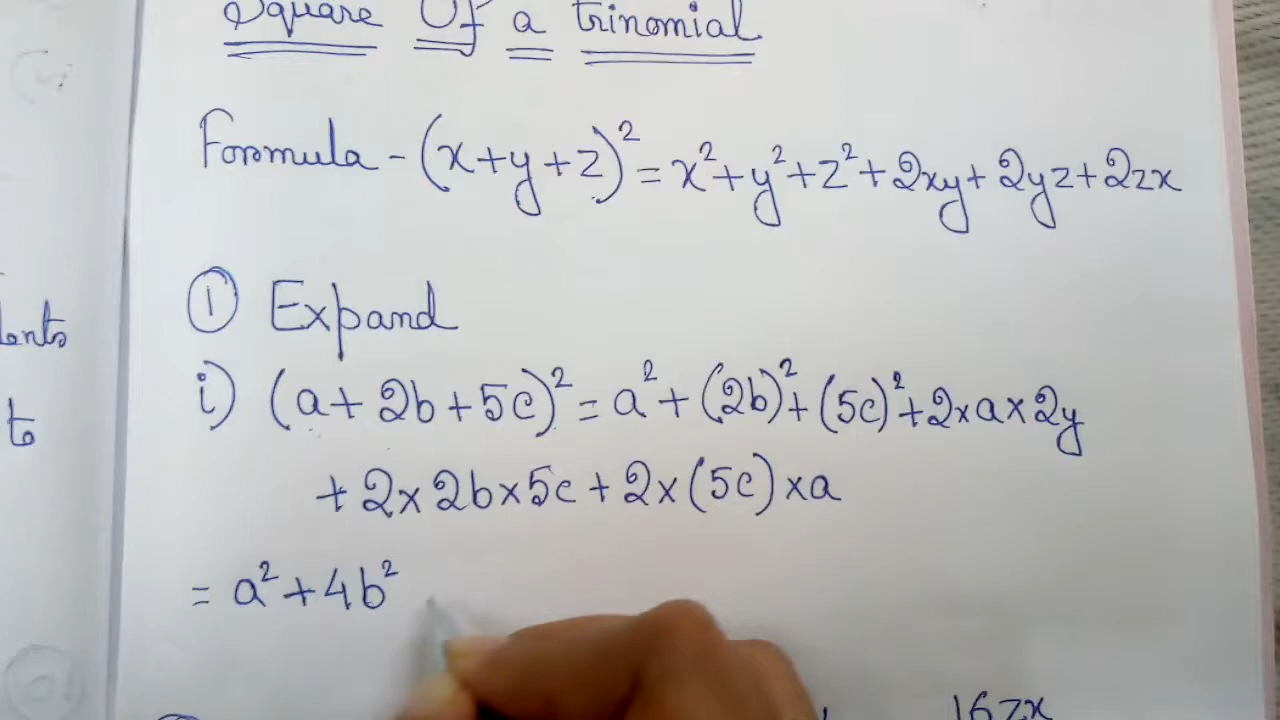 Square Of a trinomial
Formula - (x+y+z)² = x²+y²+z²+2xy+2yz+2zx
① Expand
i) (a+2b+5c)² = a²+(2b)²+(5c)²+2×a×2y
+2×2b×5c+2×(5c)×a
= a²+4b²
16zx
ents
to